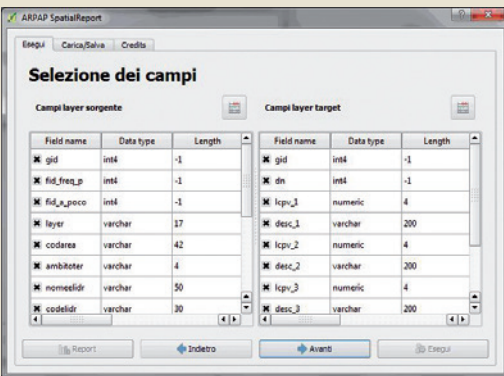 ARPAP SpatialReport
Esegui Carica/Salva Credits
Selezione dei campi
Campi layer sorgente
Field name Data type Length
gid int4 -1
fid_freq_p int4 -1
fid_a_poco int4 -1
layer varchar 17
codarea varchar 42
ambitoter varchar 4
nomeelidr varchar 50
codelidr varchar 30
Campi layer target
Field name Data type Length
gid int4 -1
dn int4 -1
lcpv_1 numeric 4
desc_1 varchar 200
lcpv_2 numeric 4
desc_2 varchar 200
lcpv_3 numeric 4
desc_3 varchar 200
Report Indietro Avanti Esegui